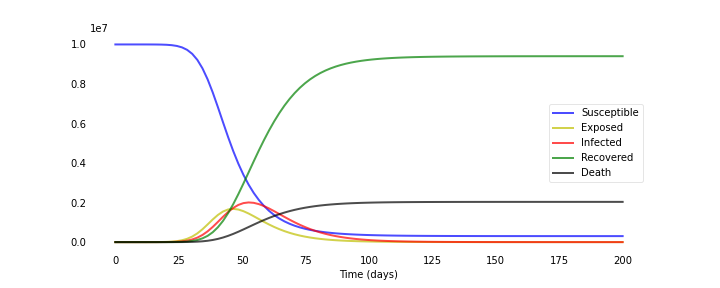 1e7
1.0
0.8
0.6
0.4
0.2
0.0
0 25 50 75 100 125 150 175 200
Time (days)
Susceptible
Exposed
Infected
Recovered
Death